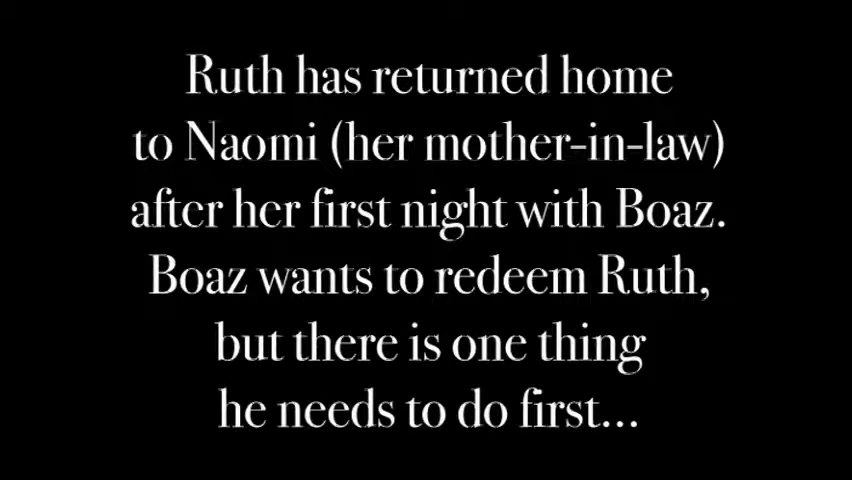 Ruth has returned home
to Naomi (her mother-in-law)
after her first night with Boaz.
Boaz wants to redeem Ruth,
but there is one thing
he needs to do first...